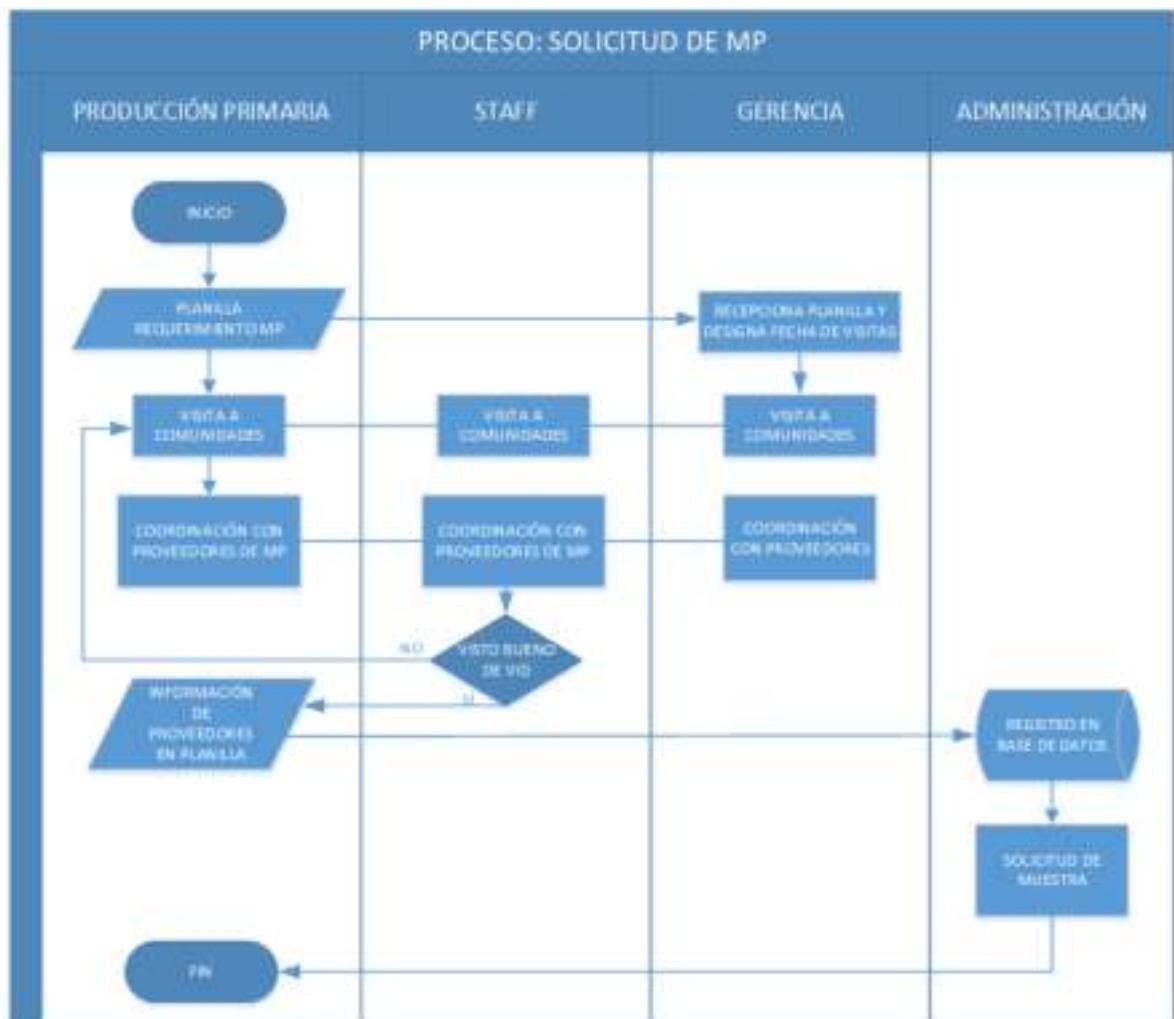 PROCESO: SOLICITUD DE MP
PRODUCCIÓN PRIMARIA
STAFF
GERENCIA
ADMINISTRACIÓN
INICIO
PLANILLA
REQUERIMIENTO MP
RECEPCIONA PLANILLA Y
DESIGNA FECHA DE VISITAS
VISITA A
COMUNIDADES
VISITA A
COMUNIDADES
VISITA A
COMUNIDADES
COORDINACIÓN CON
PROVEEDORES DE MP
COORDINACIÓN CON
PROVEEDORES DE MP
COORDINACIÓN
CON PROVEEDORES
NO
VISTO BUENO
DE
SI
INFORMACIÓN
DE
PROVEEDORES
EN PLANILLA
REGISTRO EN
BASE DE DATOS
SOLICITUD DE
MUESTRA
FIN